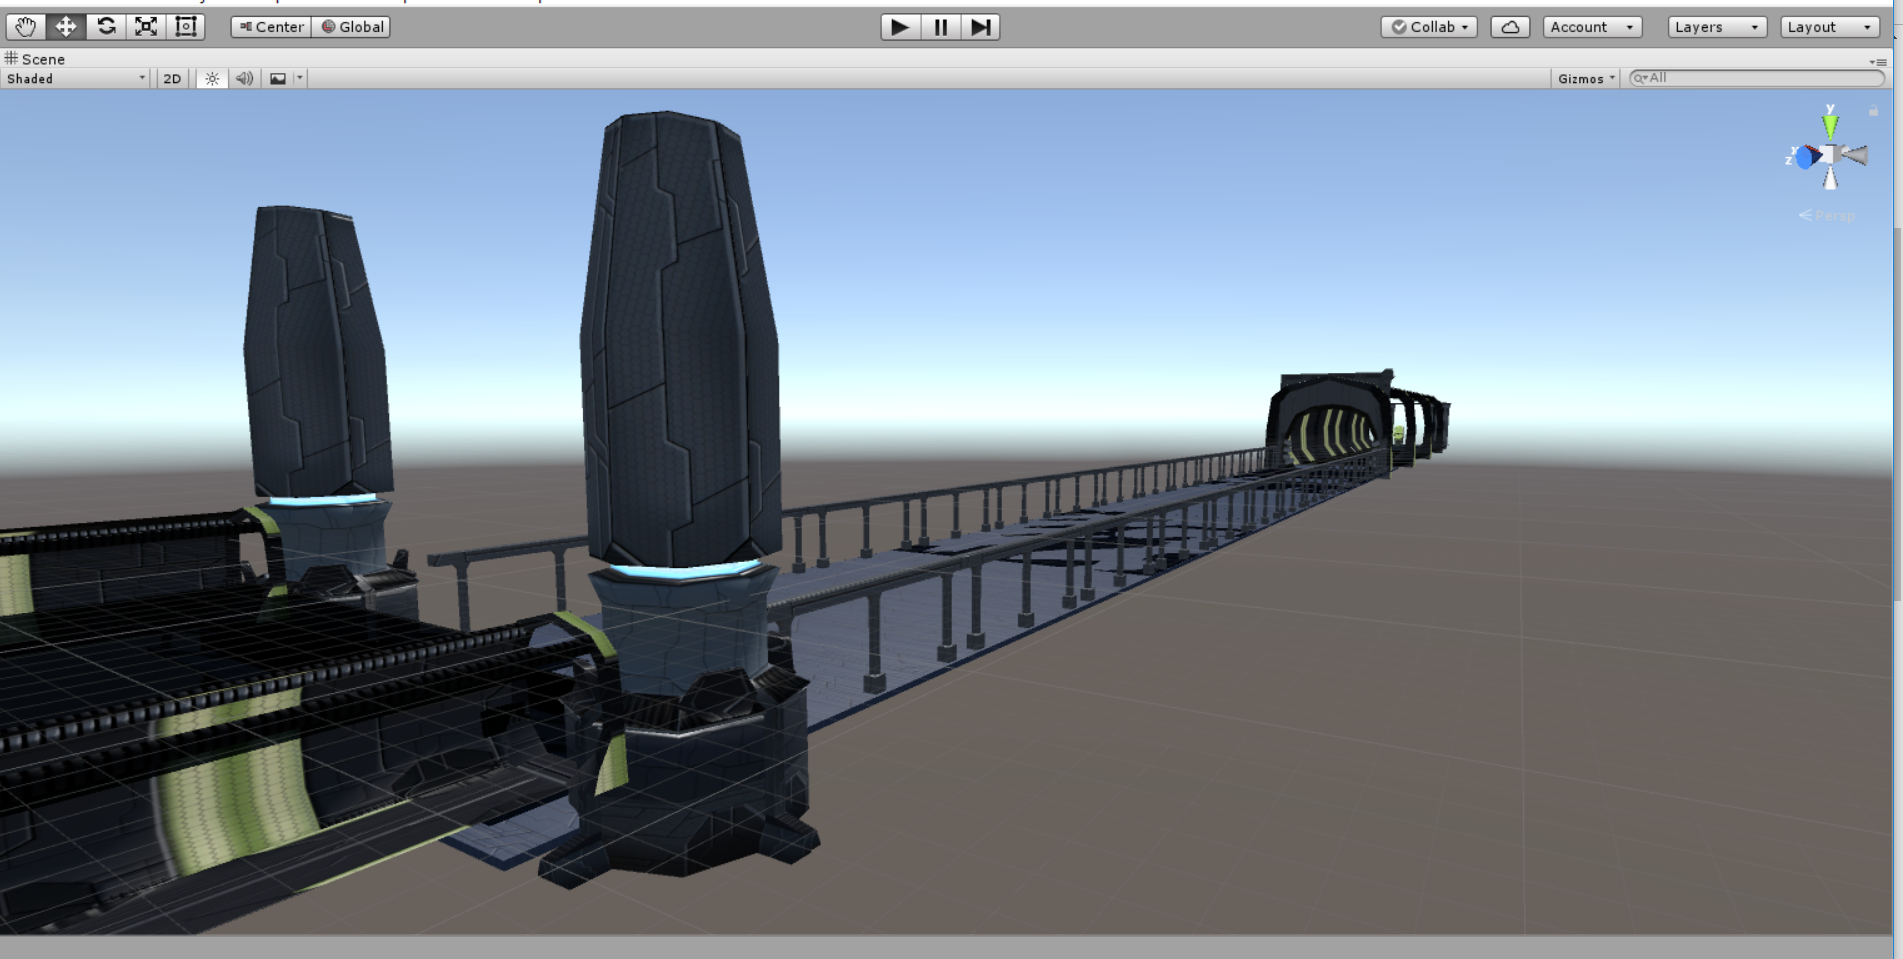 Center Global Collab Account Layers Layout
Scene
Shaded 2D Gizmos All
y
z
Persp